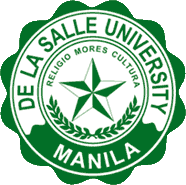 DE LA SALLE UNIVERSITY
RELIGIO MORES CULTURA
MANILA